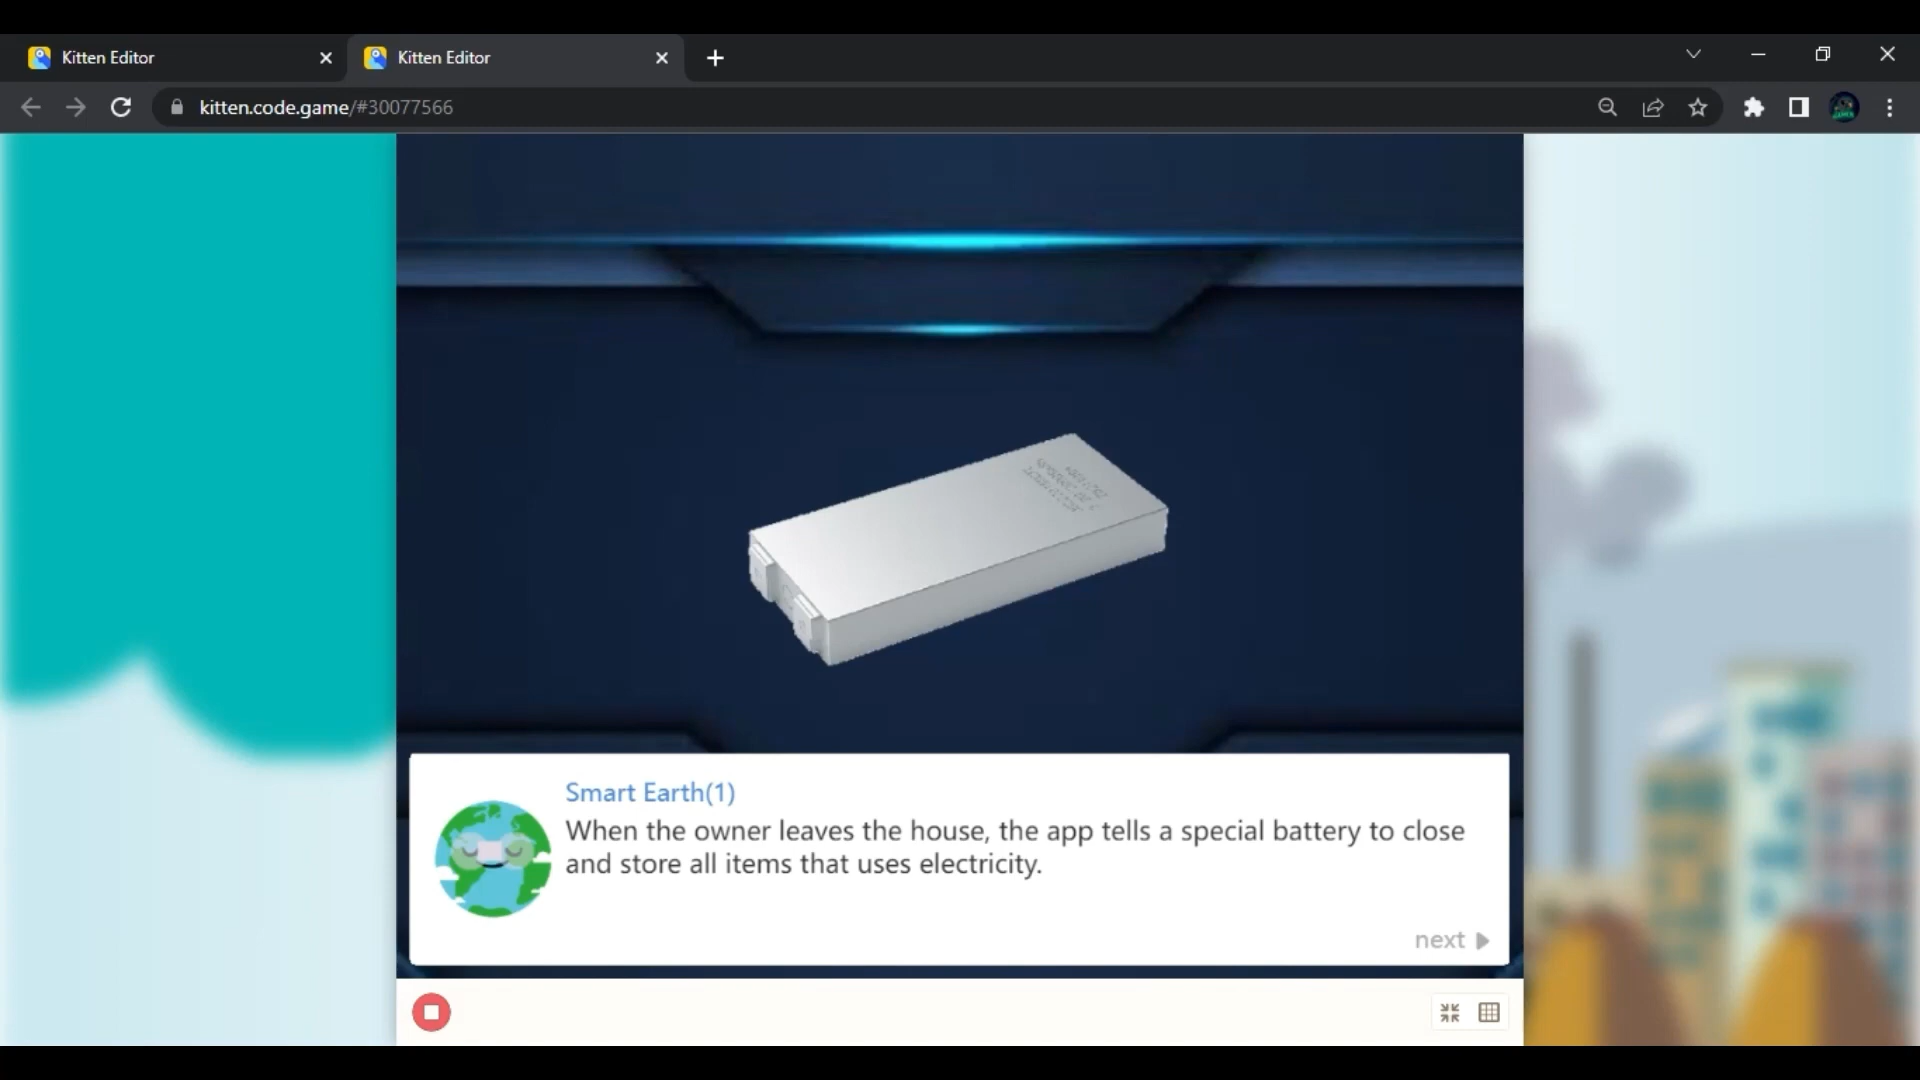 Kitten Editor
Kitten Editor
kitten.code.game/#30077566
Smart Earth(1)
When the owner leaves the house, the app tells a special battery to close
and store all items that uses electricity.
next